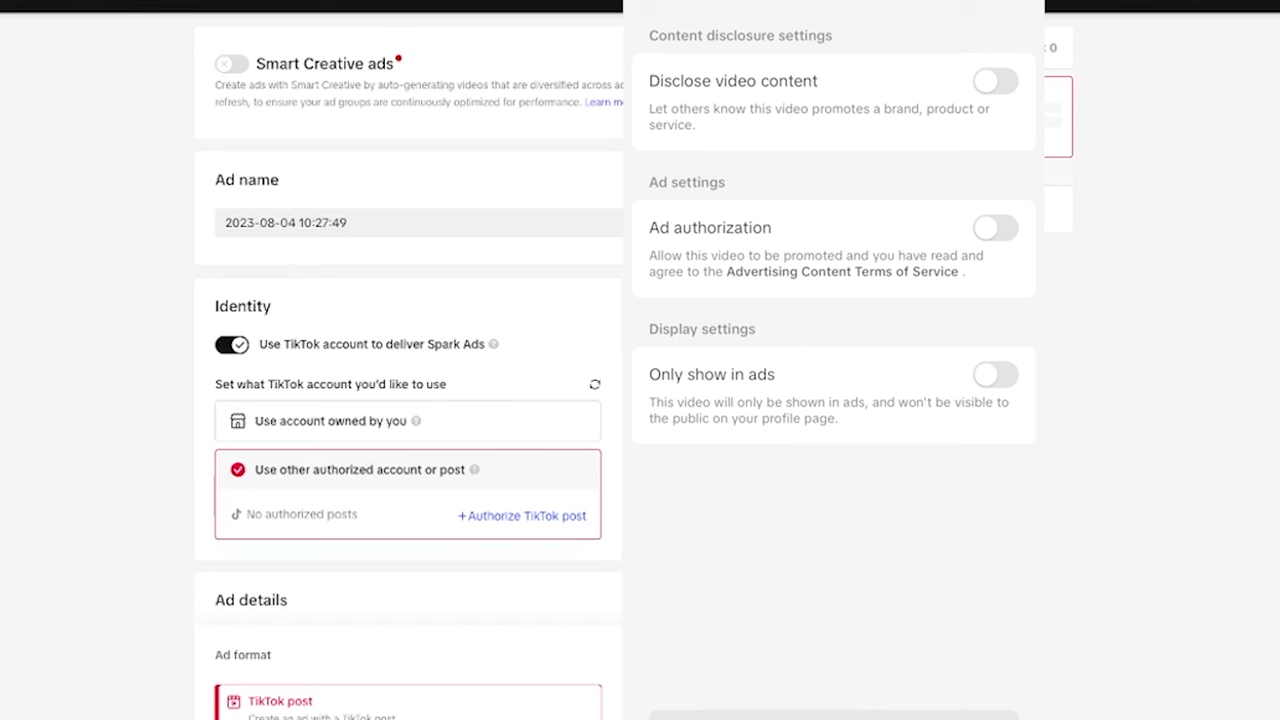 Smart Creative ads
Create ads with Smart Creative by auto-generating videos that are diversified across
refresh, to ensure your ad groups are continuously optimized for performance. Learn
Ad name
2023-08-04 10:27:49
Identity
Use TikTok account to deliver Spark Ads
Set what TikTok account you'd like to use
Use account owned by you
Use other authorized account or post
No authorized posts
+Authorize TikTok post
Ad details
Ad format
TikTok post
Create an ad with a TikTok post
Content disclosure settings
Disclose video content
Let others know this video promotes a brand, product or
service.
Ad settings
Ad authorization
Allow this video to be promoted and you have read and
agree to the Advertising Content Terms of Service .
Display settings
Only show in ads
This video will only be shown in ads, and won't be visible to
the public on your profile page.
: 0